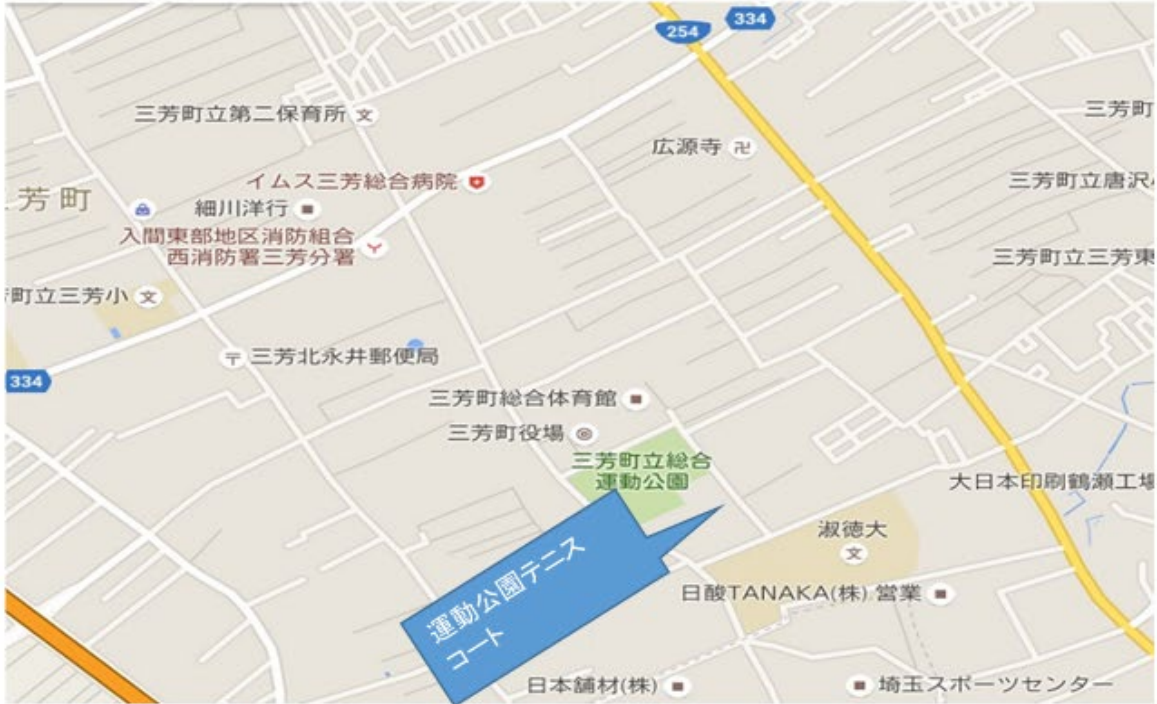 254
334
三芳町立第二保育所
文
三芳町
広源寺
卍
イムス三芳総合病院
三芳町立唐沢
芳町
細川洋行
入間東部地区消防組合
西消防署三芳分署
三芳町立三芳東
町立三芳小
文
〒 三芳北永井郵便局
334
三芳町総合体育館
三芳町役場
三芳町立総合
運動公園
大日本印刷鶴瀬工場
淑徳大
文
運動公園テニス
コート
日酸TANAKA(株) 営業
日本舗材(株)
埼玉スポーツセンター